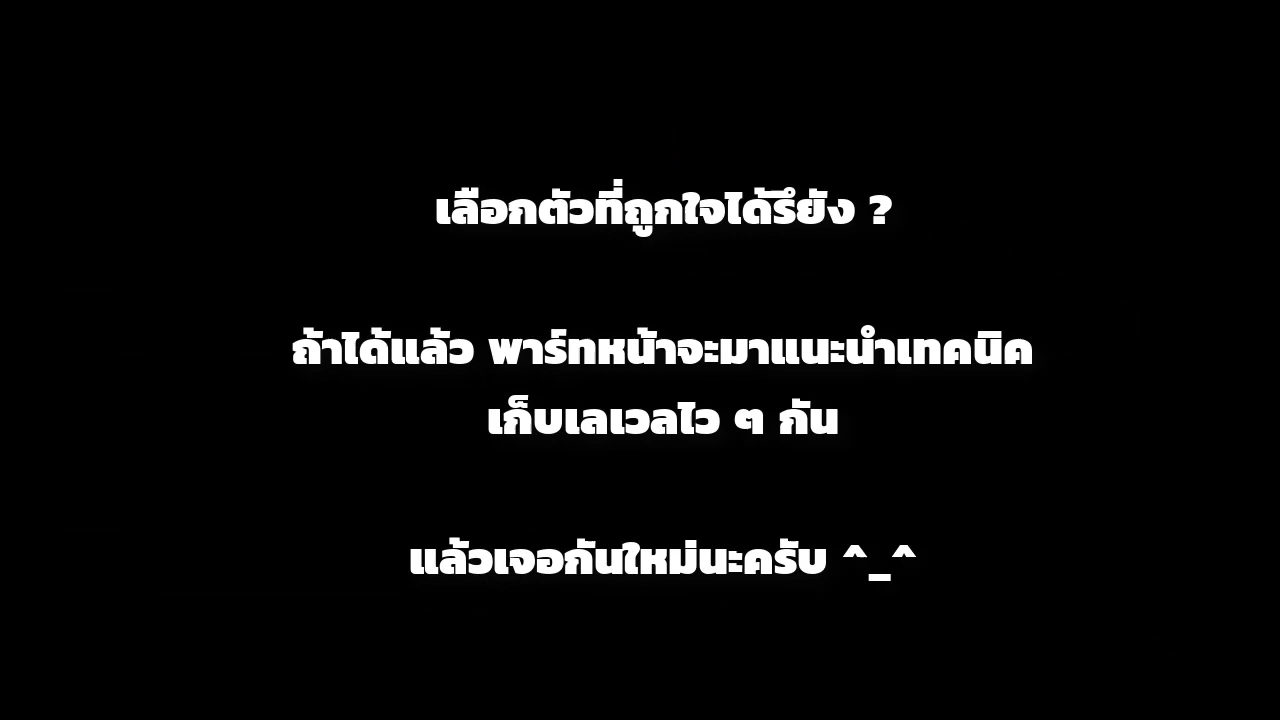 เลือกตัวที่ถูกใจได้รึยัง ?
ถ้าได้แล้ว พาร์ทหน้าจะมาแนะนำเทคนิค
เก็บเลเวลไว ๆ กัน
แล้วเจอกันใหม่นะครับ ^_^